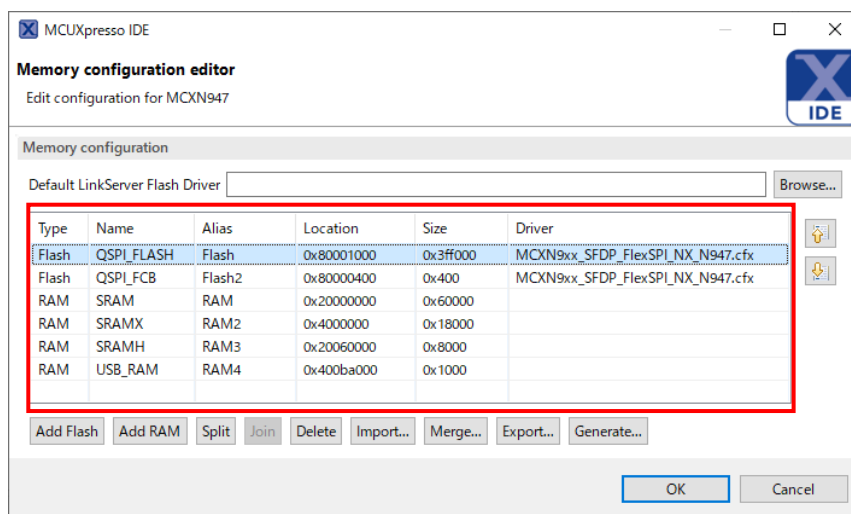 MCUXpresso IDE
Memory configuration editor
Edit configuration for MCXN947
IDE
Memory configuration
Default LinkServer Flash Driver Browse...
Type Name Alias Location Size Driver
Flash QSPI_FLASH Flash 0x80001000 0x3ff000 MCXN9xx_SFDP_FlexSPI_NX_N947.cfx
Flash QSPI_FCB Flash2 0x80000400 0x400 MCXN9xx_SFDP_FlexSPI_NX_N947.cfx
RAM SRAM RAM 0x20000000 0x60000
RAM SRAMX RAM2 0x4000000 0x18000
RAM SRAMH RAM3 0x20060000 0x8000
RAM USB_RAM RAM4 0x400ba000 0x1000
Add Flash Add RAM Split Join Delete Import... Merge... Export... Generate...
OK Cancel